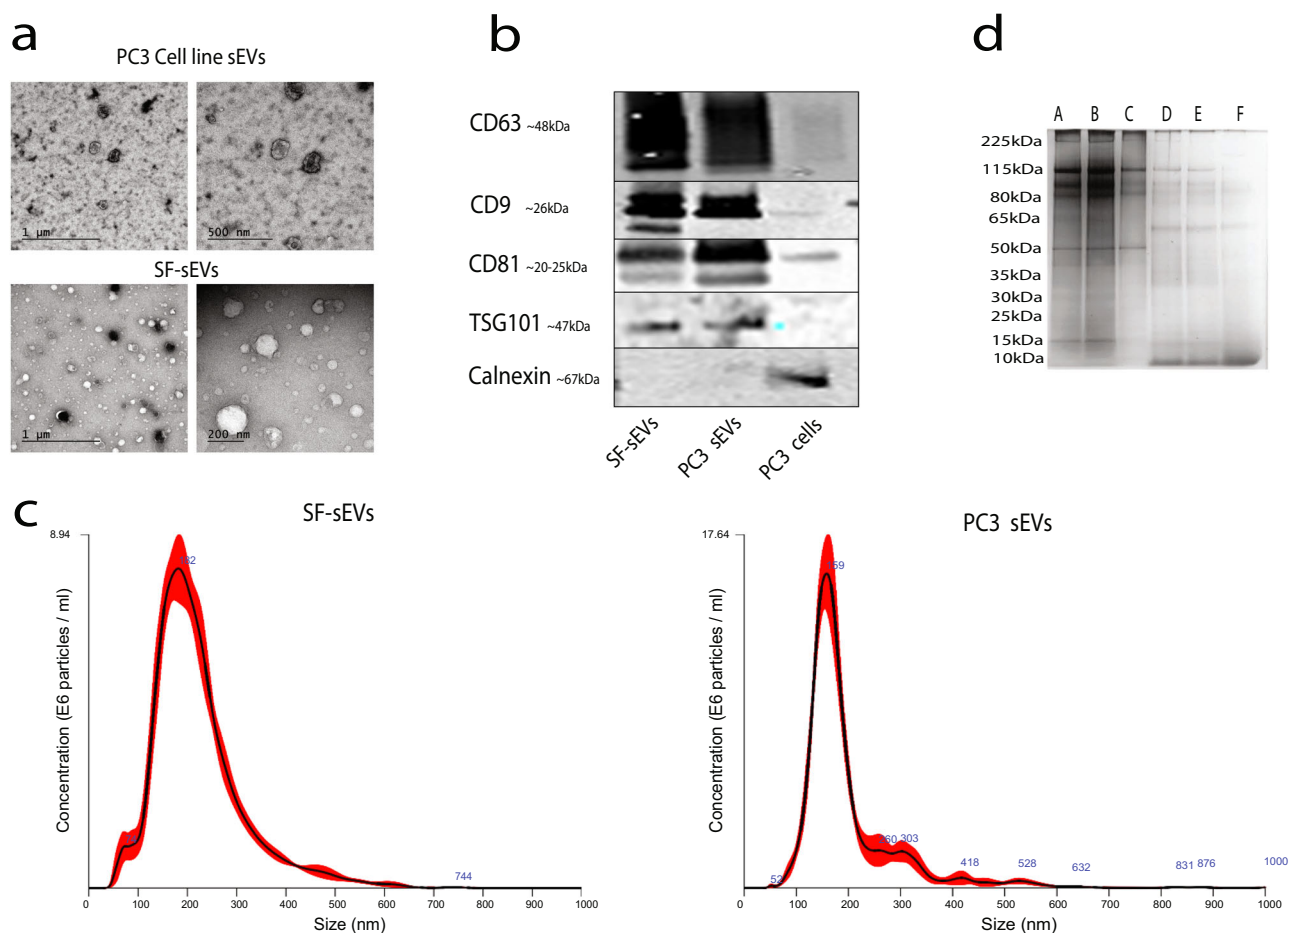 a
PC3 Cell line sEVs
1 µm
500 nm
SF-sEVs
1 µm
200 nm
b
CD63 ~48kDa
CD9 ~26kDa
CD81 ~20-25kDa
TSG101 ~47kDa
Calnexin ~67kDa
SF-sEVs
PC3 sEVs
PC3 cells
d
A B C D E F
225kDa
115kDa
80kDa
65kDa
50kDa
35kDa
30kDa
25kDa
15kDa
10kDa
c
SF-sEVs
8.94
Concentration (E6 particles / ml)
744
0 100 200 300 400 500 600 700 800 900 1000
Size (nm)
PC3 sEVs
17.64
Concentration (E6 particles / ml)
52
303
418
528
632
831
876
1000
0 100 200 300 400 500 600 700 800 900 1000
Size (nm)